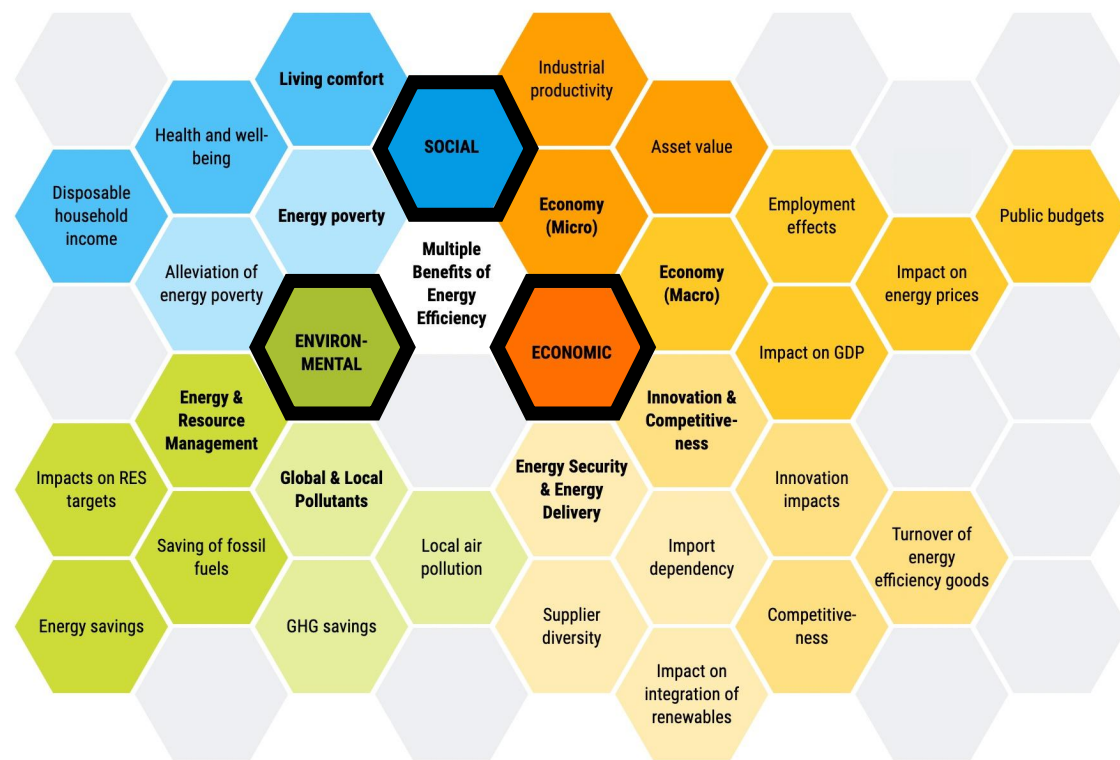 Living comfort
Health and well-
being
Disposable
household
income
SOCIAL
Energy poverty
Alleviation of
energy poverty
Multiple
Benefits of
Energy
Efficiency
Industrial
productivity
Asset value
Economy
(Micro)
Employment
effects
Public budgets
Economy
(Macro)
Impact on
energy prices
ENVIRON-
MENTAL
ECONOMIC
Impact on GDP
Energy &
Resource
Management
Innovation &
Competitive-
ness
Impacts on RES
targets
Global & Local
Pollutants
Energy Security
& Energy
Delivery
Innovation
impacts
Saving of fossil
fuels
Local air
pollution
Import
dependency
Turnover of
energy
efficiency goods
Energy savings
GHG savings
Supplier
diversity
Competitive-
ness
Impact on
integration of
renewables